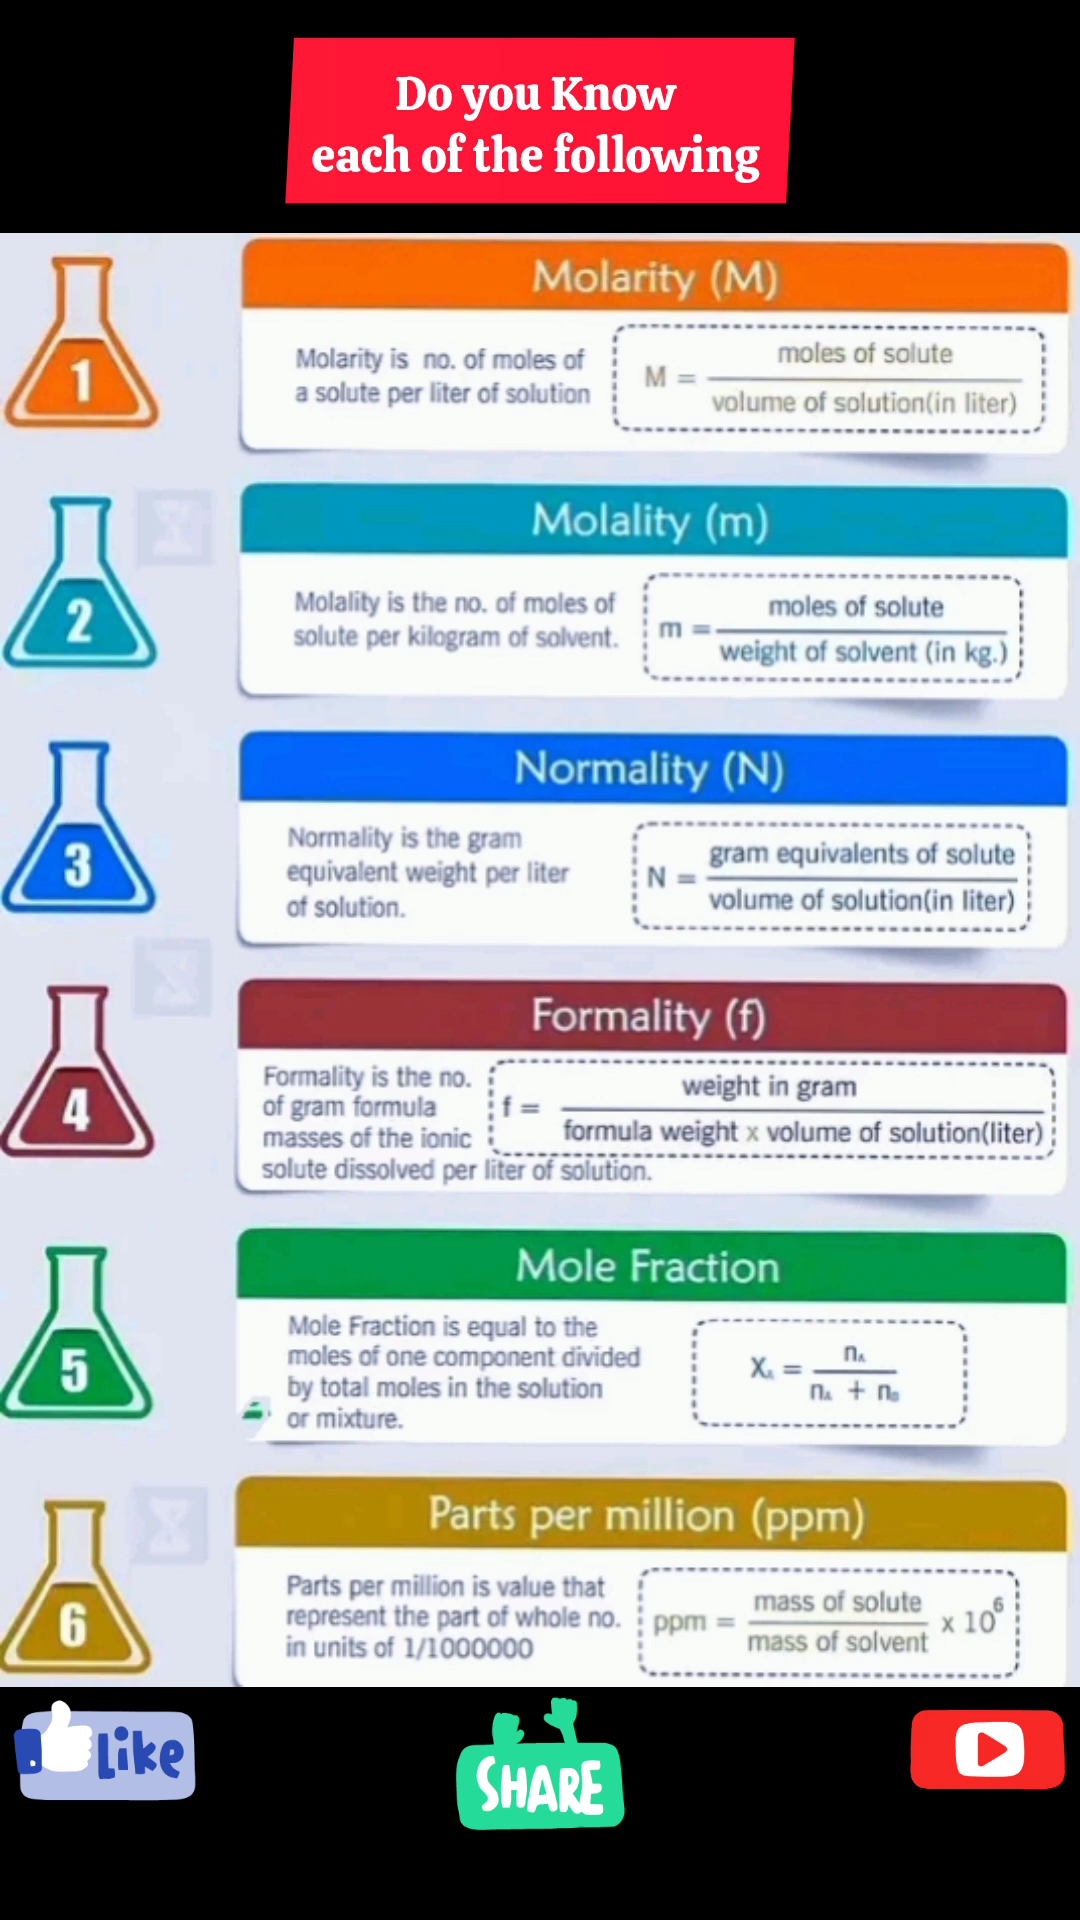 Do you Know
each of the following
1
Molarity (M)
Molarity is no. of moles of
a solute per liter of solution
M = moles of solute
volume of solution(in liter)
2
Molality (m)
Molality is the no. of moles of
solute per kilogram of solvent.
m = moles of solute
weight of solvent (in kg.)
3
Normality (N)
Normality is the gram
equivalent weight per liter
of solution.
N = gram equivalents of solute
volume of solution(in liter)
4
Formality (f)
Formality is the no.
of gram formula
masses of the ionic
solute dissolved per liter of solution.
f = weight in gram
formula weight x volume of solution(liter)
5
Mole Fraction
Mole Fraction is equal to the
moles of one component divided
by total moles in the solution
or mixture.
X_A = n_A
n_A + n_B
6
Parts per million (ppm)
Parts per million is value that
represent the part of whole no.
in units of 1/1000000
ppm = mass of solute
mass of solvent x 10⁶
Like
SHARE